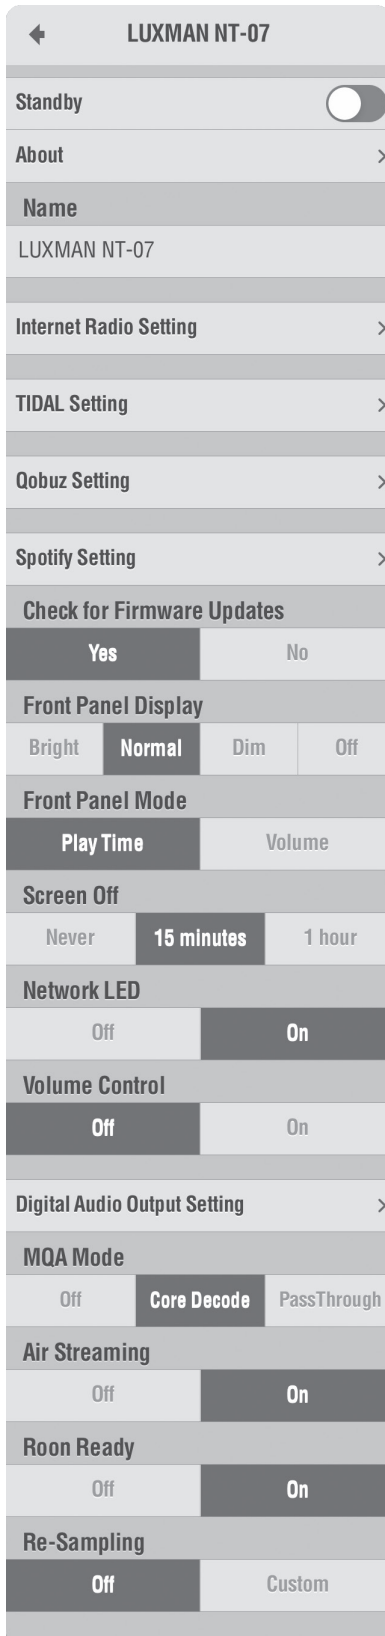 LUXMAN NT-07
Standby
About
Name
LUXMAN NT-07
Internet Radio Setting
TIDAL Setting
Qobuz Setting
Spotify Setting
Check for Firmware Updates
Yes No
Front Panel Display
Bright Normal Dim Off
Front Panel Mode
Play Time Volume
Screen Off
Never 15 minutes 1 hour
Network LED
Off On
Volume Control
Off On
Digital Audio Output Setting
MQA Mode
Off Core Decode PassThrough
Air Streaming
Off On
Roon Ready
Off On
Re-Sampling
Off Custom